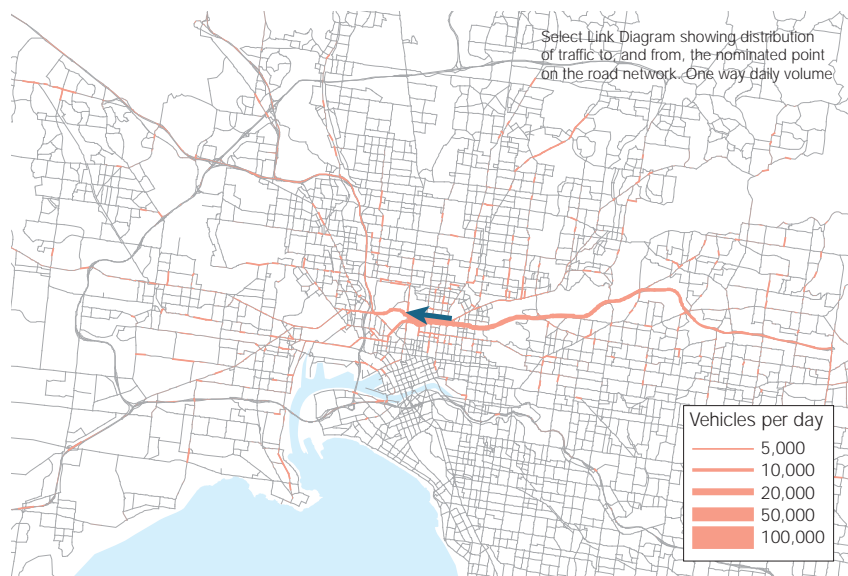 Select Link Diagram showing distribution
of traffic to, and from, the nominated point
on the road network. One way daily volume
Vehicles per day
5,000
10,000
20,000
50,000
100,000